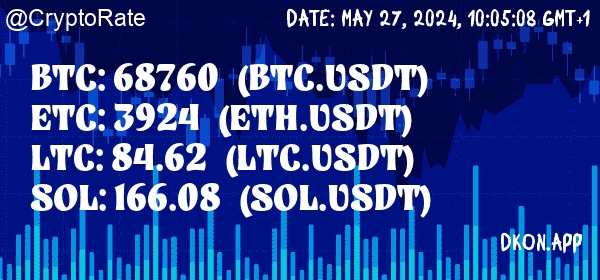 @CryptoRate
DATE: MAY 27, 2024, 10:05:08 GMT+1
BTC: 68760 (BTC.USDT)
ETC: 3924 (ETH.USDT)
LTC: 84.62 (LTC.USDT)
SOL: 166.08 (SOL.USDT)
DKON.APP